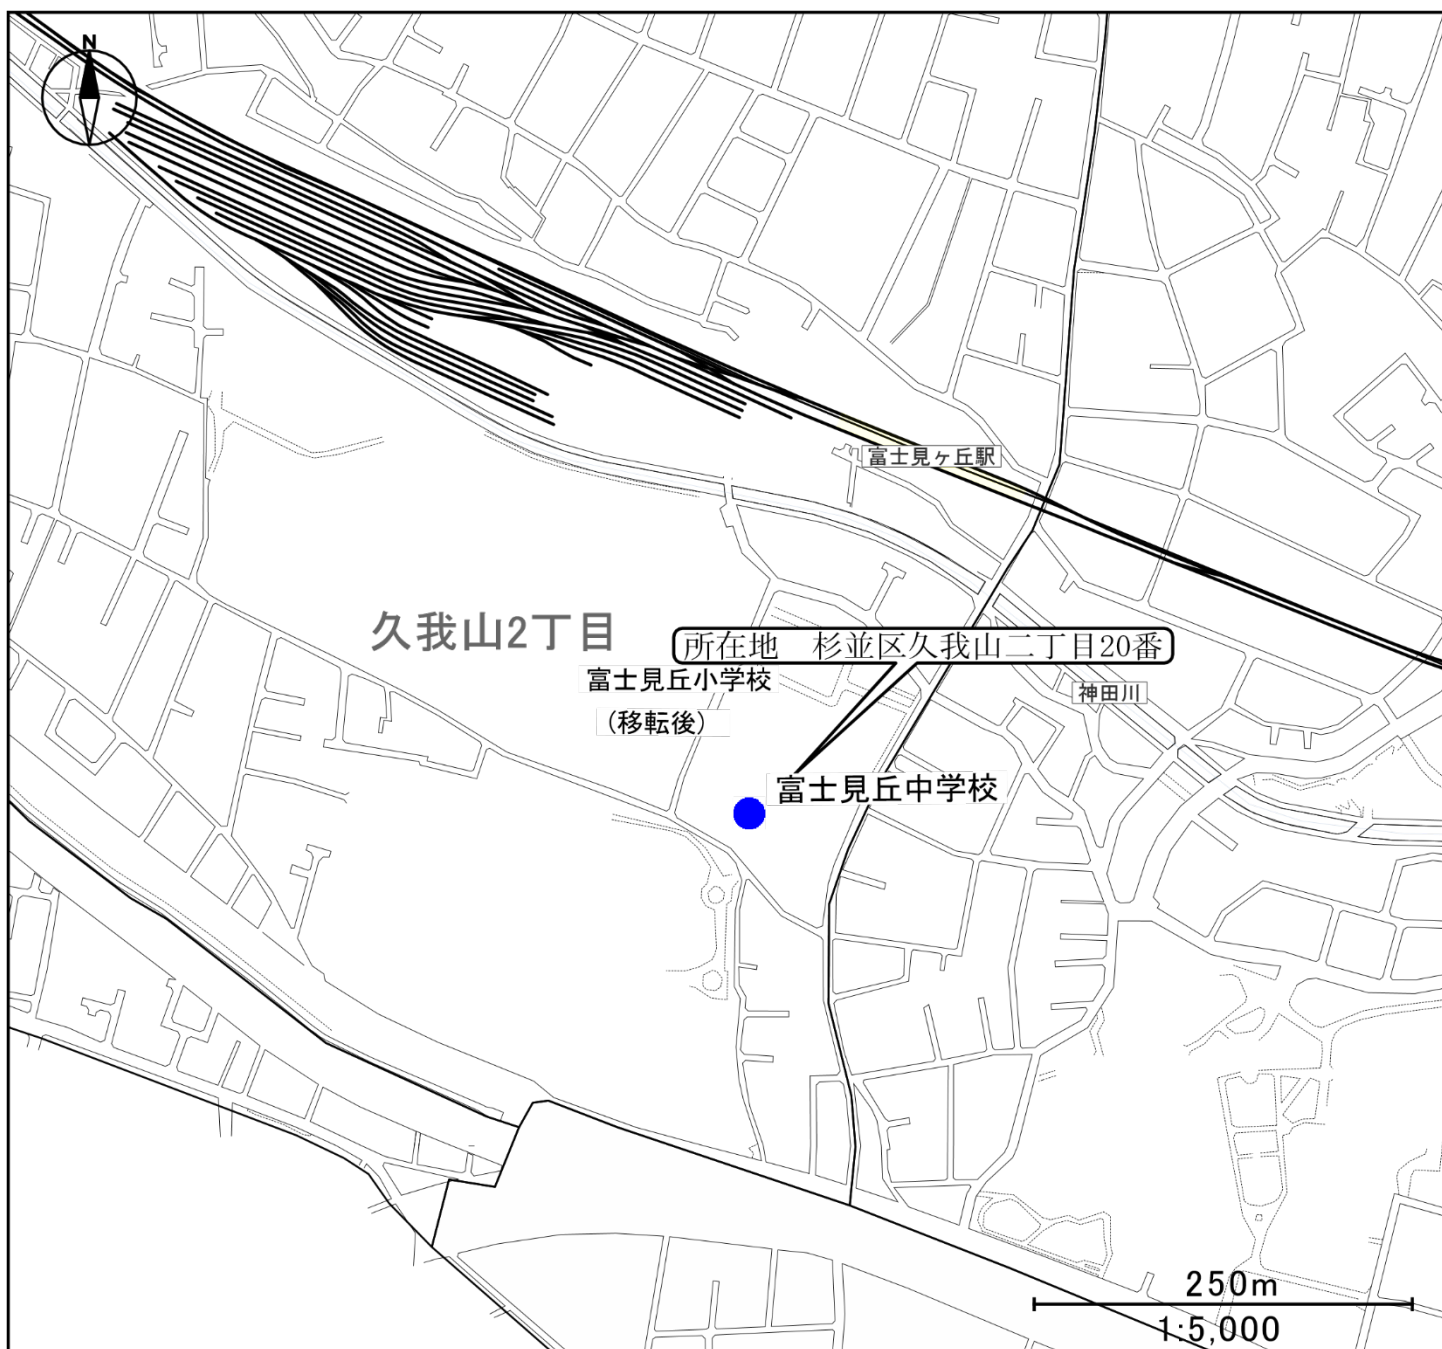 N
富士見ヶ丘駅
久我山2丁目
所在地　杉並区久我山二丁目20番
富士見丘小学校
（移転後）
神田川
富士見丘中学校
250m
1:5,000